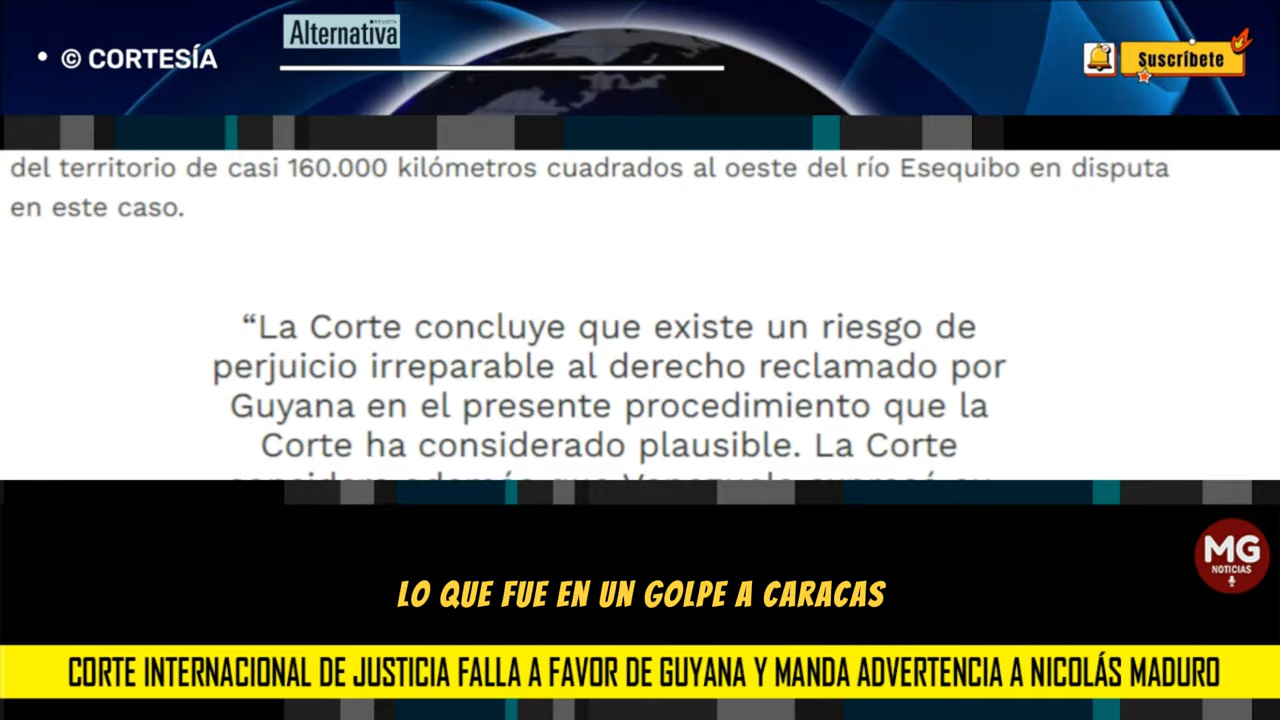 • © CORTESÍA
REVISTA
Alternativa
Suscríbete
del territorio de casi 160.000 kilómetros cuadrados al oeste del río Esequibo en disputa
en este caso.
“La Corte concluye que existe un riesgo de
perjuicio irreparable al derecho reclamado por
Guyana en el presente procedimiento que la
Corte ha considerado plausible. La Corte
MG
NOTICIAS
LO QUE FUE EN UN GOLPE A CARACAS
CORTE INTERNACIONAL DE JUSTICIA FALLA A FAVOR DE GUYANA Y MANDA ADVERTENCIA A NICOLÁS MADURO